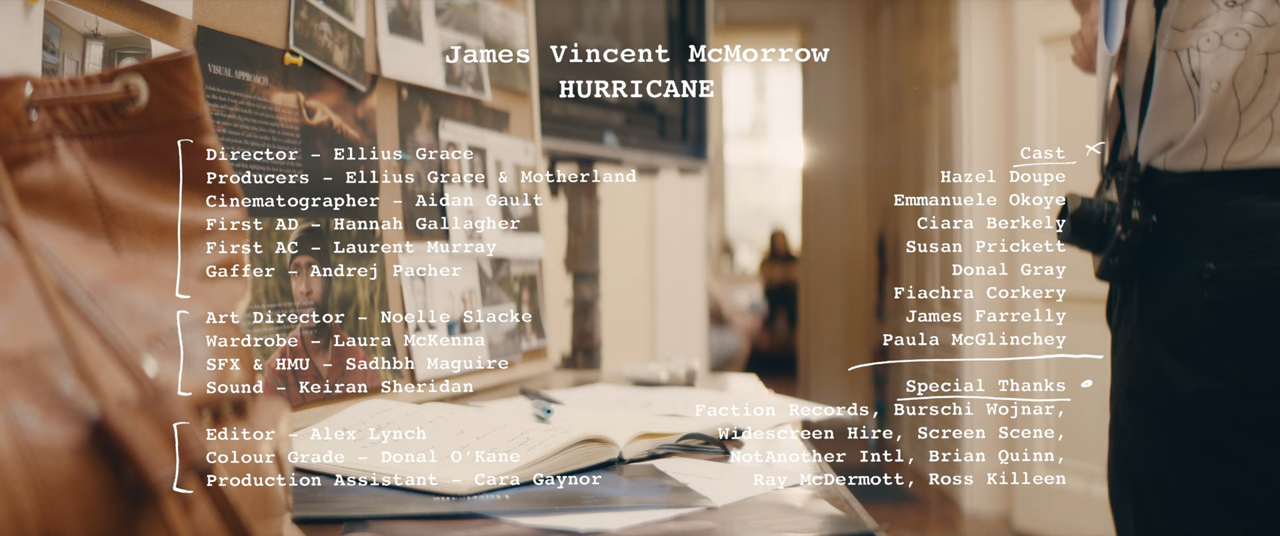 James Vincent McMorrow
HURRICANE
VISUAL APPROACH
Director – Ellius Grace
Producers – Ellius Grace & Motherland
Cinematographer – Aidan Gault
First AD – Hannah Gallagher
First AC – Laurent Murray
Gaffer – Andrej Pacher
Art Director – Noelle Slacke
Wardrobe – Laura McKenna
SFX & HMU – Sadhbh Maguire
Sound – Keiran Sheridan
Editor – Alex Lynch
Colour Grade – Donal O'Kane
Production Assistant – Cara Gaynor
Cast
Hazel Doupe
Emmanuele Okoye
Ciara Berkely
Susan Prickett
Donal Gray
Fiachra Corkery
James Farrelly
Paula McGlinchey
Special Thanks
Faction Records, Burschi Wojnar,
Widescreen Hire, Screen Scene,
NotAnother Intl, Brian Quinn,
Ray McDermott, Ross Killeen